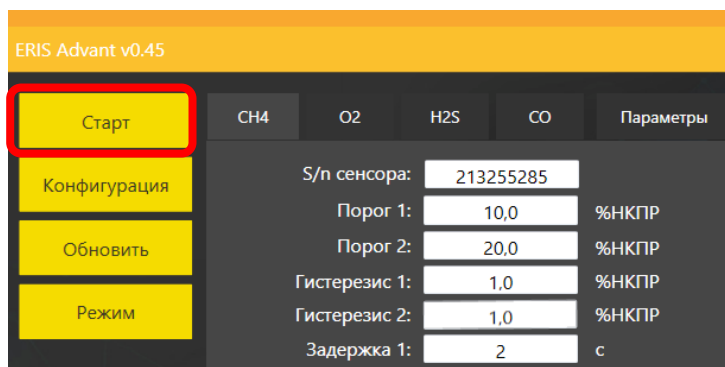 ERIS Advant v0.45
Старт
CH4 O2 H2S CO Параметры
S/n сенсора: 213255285
Конфигурация
Порог 1: 10,0 %НКПР
Обновить
Порог 2: 20,0 %НКПР
Гистерезис 1: 1,0 %НКПР
Режим
Гистерезис 2: 1,0 %НКПР
Задержка 1: 2 с